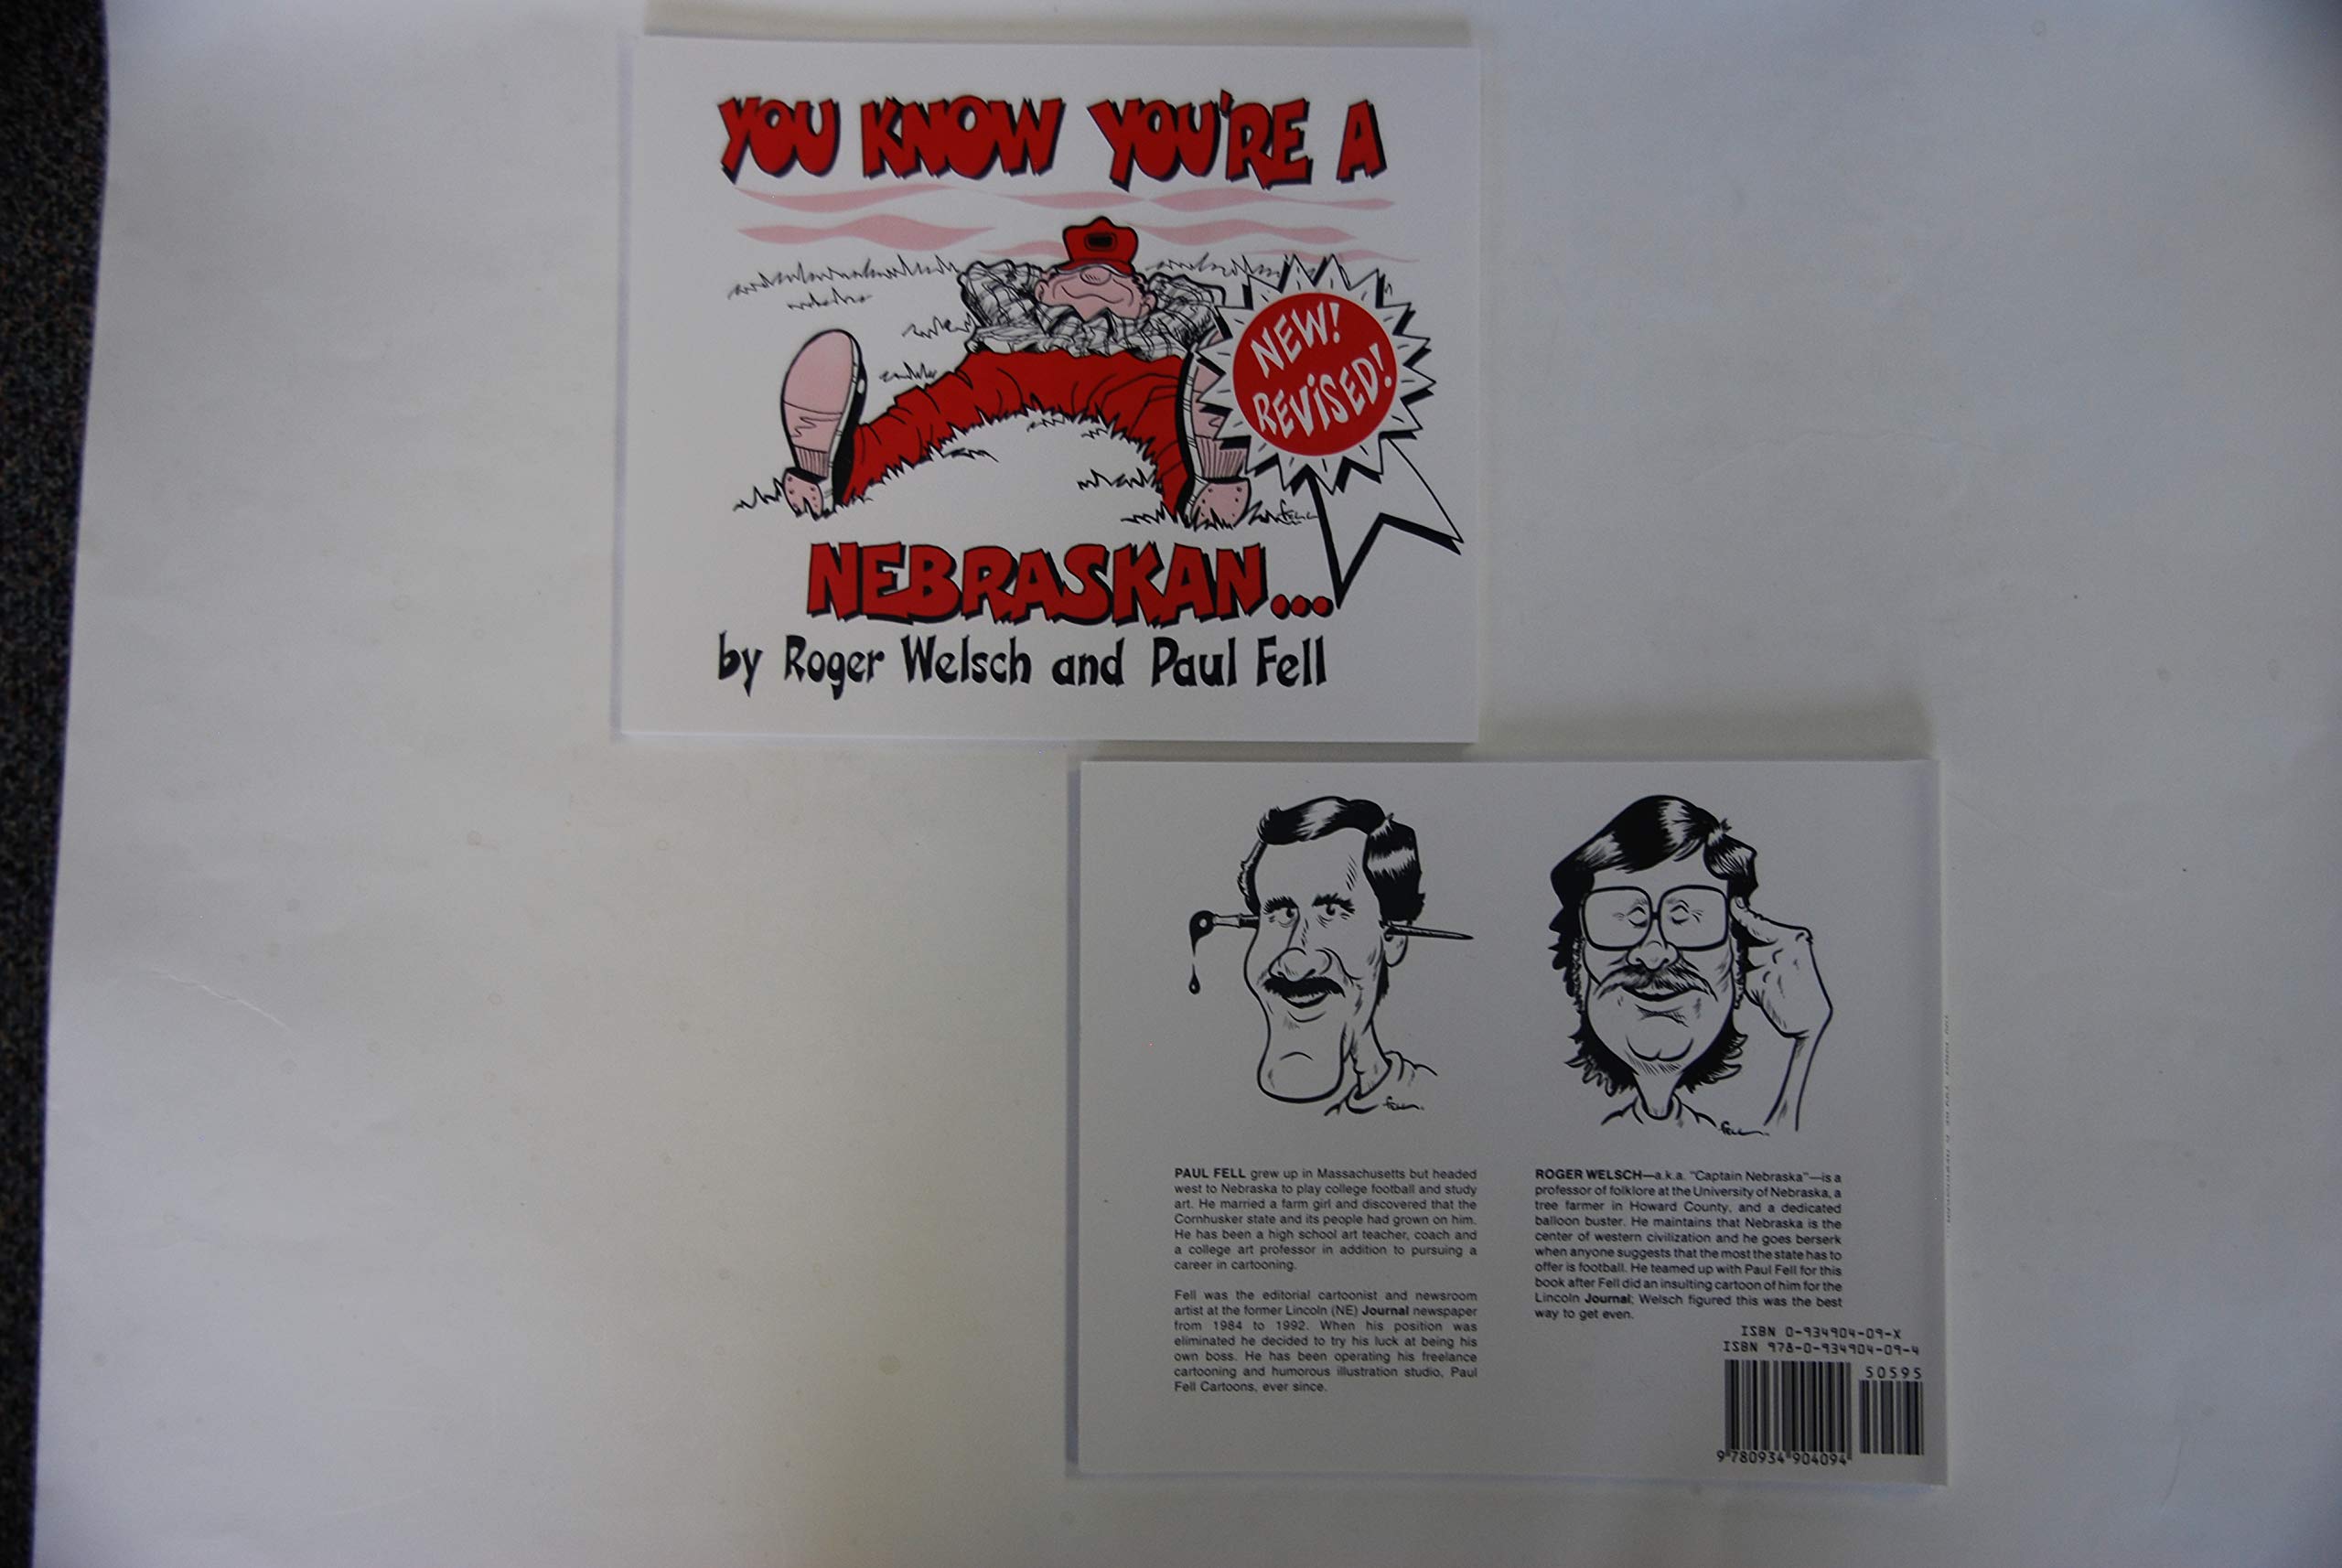 YOU KNOW YOU'RE A
NEW!
REVISED!
FELL
NEBRASKAN...
by Roger Welsch and Paul Fell
FELL
FELL
PAUL FELL grew up in Massachusetts but headed
west to Nebraska to play college football and study
art. He married a farm girl and discovered that the
Cornhusker state and its people had grown on him.
He has been a high school art teacher, coach and
a college art professor in addition to pursuing a
career in cartooning.
Fell was the editorial cartoonist and newsroom
artist at the former Lincoln (NE) Journal newspaper
from 1984 to 1992. When his position was
eliminated he decided to try his luck at being his
own boss. He has been operating his freelance
cartooning and humorous illustration studio, Paul
Fell Cartoons, ever since.
ROGER WELSCH—a.k.a. "Captain Nebraska"—is a
professor of folklore at the University of Nebraska, a
tree farmer in Howard County, and a dedicated
balloon buster. He maintains that Nebraska is the
center of western civilization and he goes berserk
when anyone suggests that the most the state has to
offer is football. He teamed up with Paul Fell for this
book after Fell did an insulting cartoon of him for the
Lincoln Journal; Welsch figured this was the best
way to get even.
ISBN 0-934904-09-X
ISBN 978-0-934904-09-4
50595
9 780934 904094